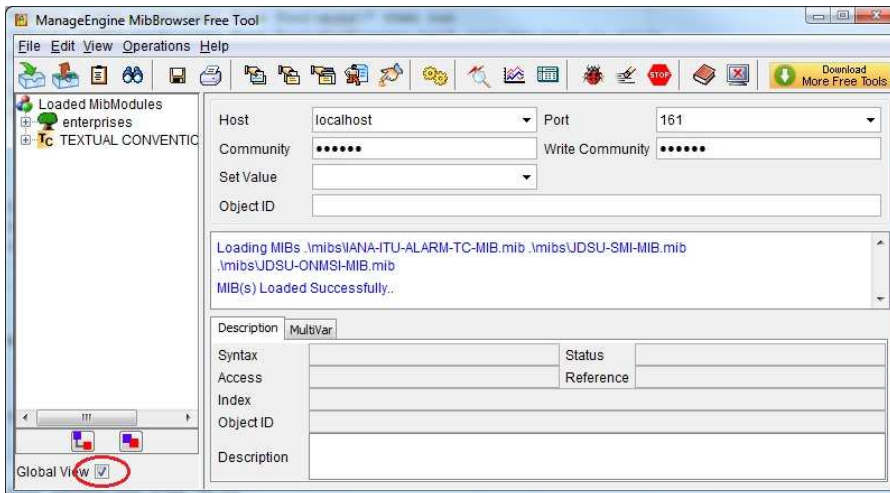 ManageEngine MibBrowser Free Tool
File Edit View Operations Help
STOP
Download
More Free Tools
Loaded MibModules
enterprises
Tc TEXTUAL CONVENTIC
Global View
Host localhost Port 161
Community •••••• Write Community ••••••
Set Value
Object ID
Loading MIBs .\mibs\IANA-ITU-ALARM-TC-MIB.mib .\mibs\JDSU-SMI-MIB.mib
.\mibs\JDSU-ONMSI-MIB.mib
MIB(s) Loaded Successfully..
Description MultiVar
Syntax Status
Access Reference
Index
Object ID
Description